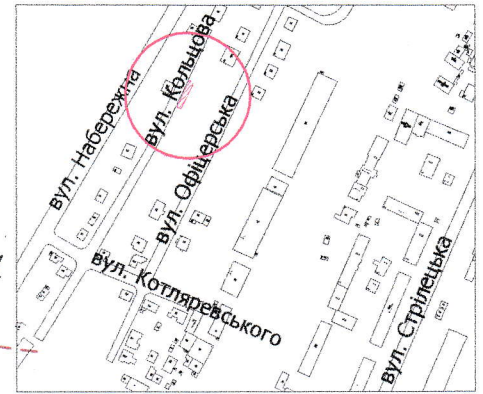 вул. Набережна
вул. Кольцова
вул. Офіцерська
вул. Котляревського
вул. Стрілецька